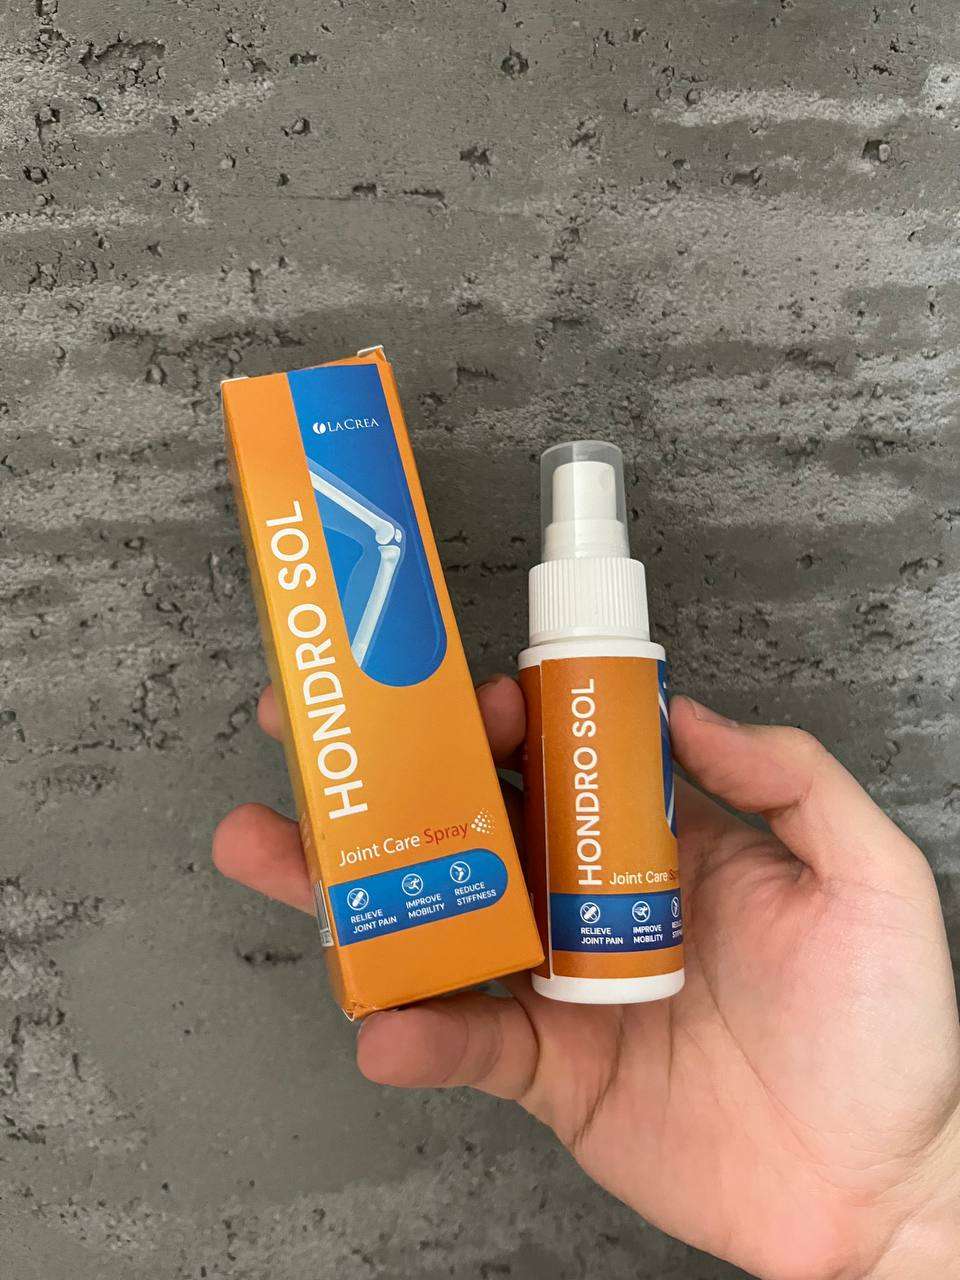 LACREA
HONDRO SOL
Joint Care Spray
RELIEVE
JOINT PAIN
IMPROVE
MOBILITY
REDUCE
STIFFNESS
HONDRO SOL
Joint Care
RELIEVE
JOINT PAIN
IMPROVE
MOBILITY